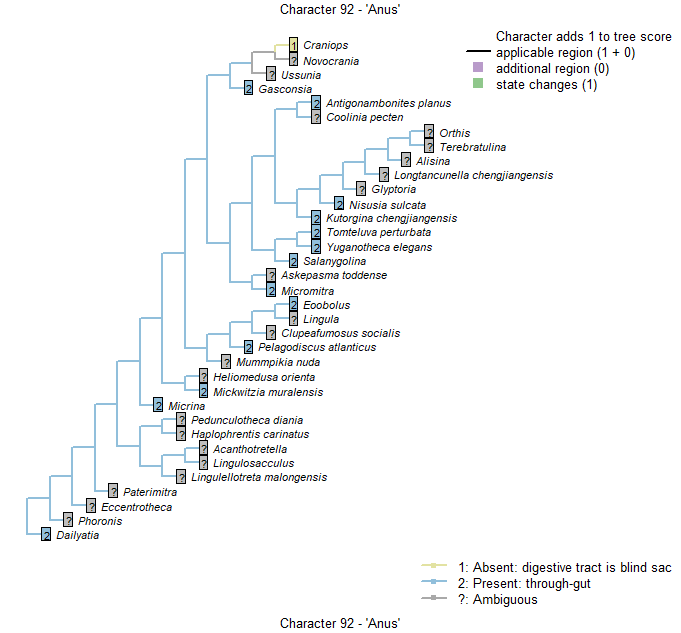 Character 92 - 'Anus'
Character adds 1 to tree score
applicable region (1 + 0)
additional region (0)
state changes (1)
1 Craniops
? Novocrania
? Ussunia
2 Gasconsia
2 Antigonambonites planus
? Coolinia pecten
? Orthis
? Terebratulina
? Alisina
? Longtancunella chengjiangensis
? Glyptoria
2 Nisusia sulcata
2 Kutorgina chengjiangensis
2 Tomteluva perturbata
2 Yuganotheca elegans
2 Salanygolina
? Askepasma toddense
2 Micromitra
2 Eoobolus
? Lingula
? Clupeafumosus socialis
2 Pelagodiscus atlanticus
? Mummpikia nuda
? Heliomedusa orienta
2 Mickwitzia muralensis
2 Micrina
? Pedunculotheca diania
? Haplophrentis carinatus
? Acanthotretella
? Lingulosacculus
? Lingulellotreta malongensis
? Paterimitra
? Eccentrotheca
? Phoronis
2 Dailyatia
1: Absent: digestive tract is blind sac
2: Present: through-gut
?: Ambiguous
Character 92 - 'Anus'